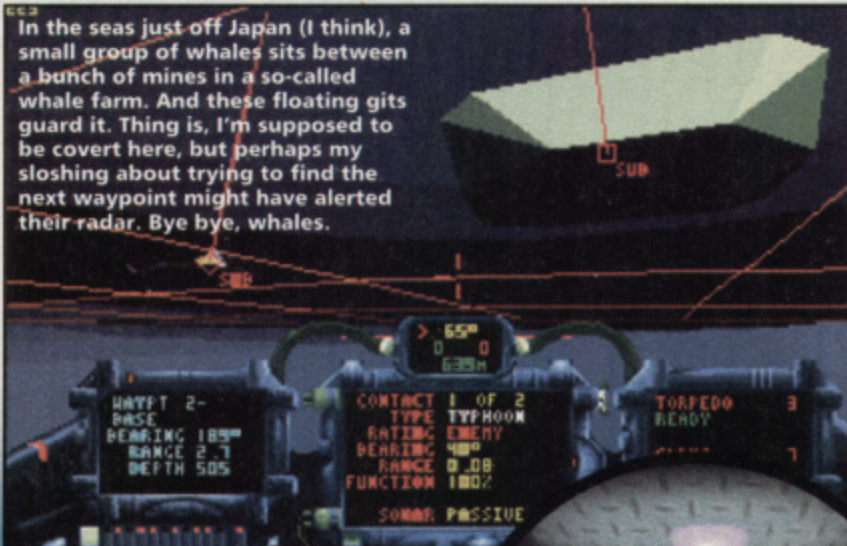 In the seas just off Japan (I think), a
small group of whales sits between
a bunch of mines in a so-called
whale farm. And these floating gits
guard it. Thing is, I'm supposed to
be covert here, but perhaps my
sloshing about trying to find the
next waypoint might have alerted
their radar. Bye bye, whales.
SUB
SUB
> 65°
0 0
639M
WAYPT 2-
BASE
BEARING 189°
RANGE 2.7
DEPTH 505
CONTACT 1 OF 2
TYPE TYPHOON
RATING ENEMY
BEARING 40°
RANGE 0.08
FUNCTION 100%
SONAR PASSIVE
TORPEDO 3
READY
7